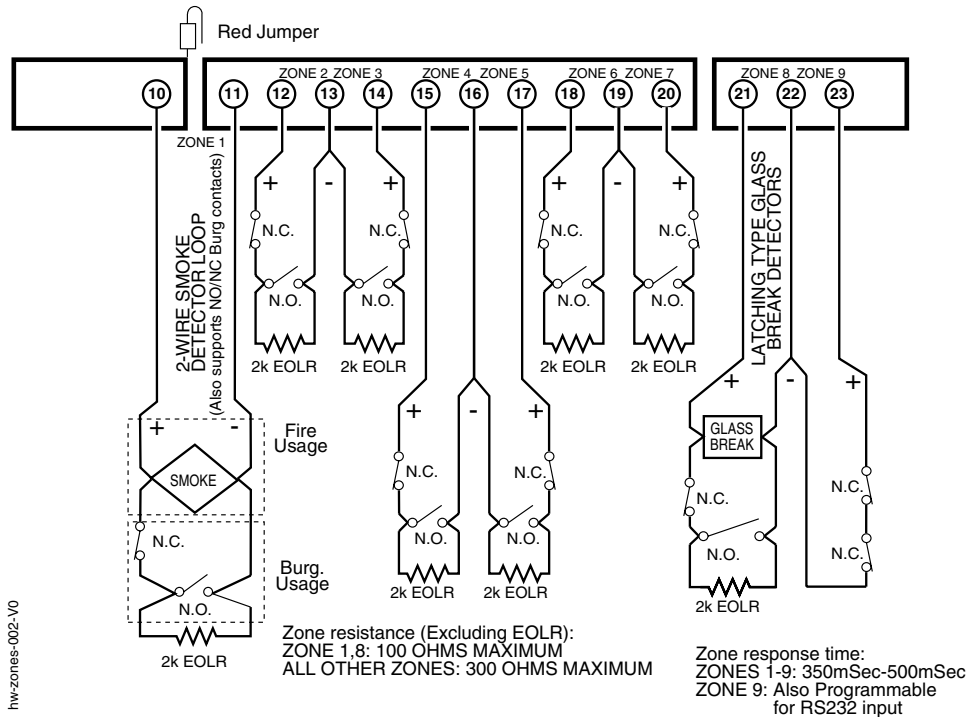 Red Jumper
ZONE 2 ZONE 3 ZONE 4 ZONE 5 ZONE 6 ZONE 7 ZONE 8 ZONE 9
10 11 12 13 14 15 16 17 18 19 20 21 22 23
ZONE 1
2-WIRE SMOKE
DETECTOR LOOP
(Also supports NO/NC Burg contacts)
+ - + + - +
N.C. N.C. N.C. N.C.
N.O. N.O. N.O. N.O.
2k EOLR 2k EOLR 2k EOLR 2k EOLR
LATCHING TYPE GLASS
BREAK DETECTORS
+ - + - + + - +
Fire
Usage
SMOKE
GLASS
BREAK
N.C. N.C. N.C. N.C.
N.O. N.O.
2k EOLR 2k EOLR
N.C.
Burg.
Usage
N.O.
2k EOLR
N.O. N.C.
2k EOLR
Zone resistance (Excluding EOLR):
ZONE 1,8: 100 OHMS MAXIMUM
ALL OTHER ZONES: 300 OHMS MAXIMUM
Zone response time:
ZONES 1-9: 350mSec-500mSec
ZONE 9: Also Programmable
for RS232 input
hw-zones-002-V0